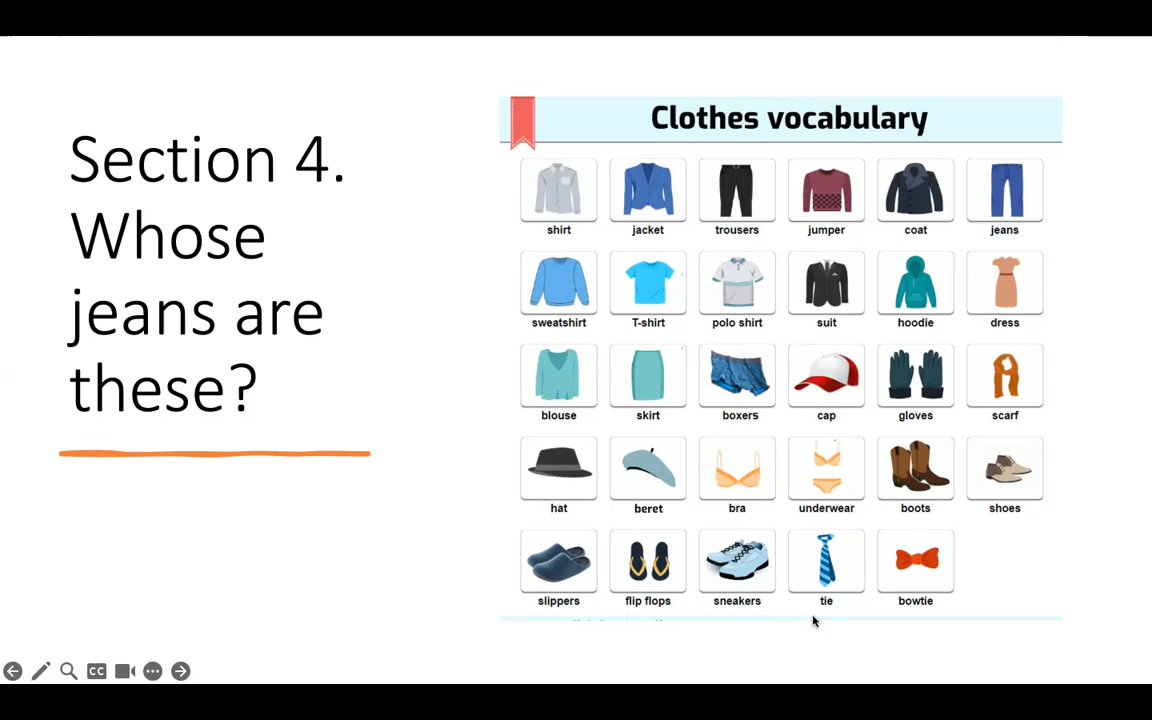 Section 4.
Whose
jeans are
these?
Clothes vocabulary
shirt jacket trousers jumper coat jeans
sweatshirt T-shirt polo shirt suit hoodie dress
blouse skirt boxers cap gloves scarf
hat beret bra underwear boots shoes
slippers flip flops sneakers tie bowtie
CC